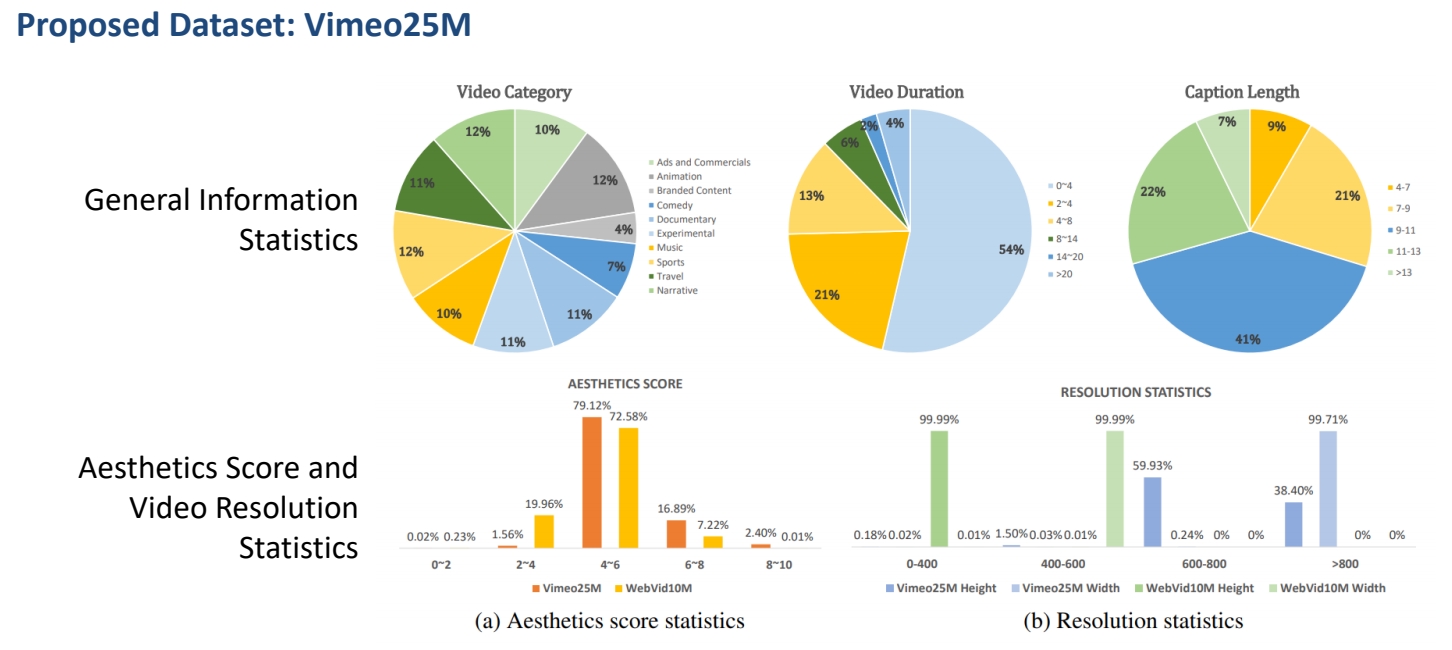 Proposed Dataset: Vimeo25M
General Information
Statistics
Video Category
10%
12%
4%
7%
11%
11%
10%
12%
11%
12%
Ads and Commercials
Animation
Branded Content
Comedy
Documentary
Experimental
Music
Sports
Travel
Narrative
Video Duration
54%
21%
13%
6%
2%
4%
0~4
2~4
4~8
8~14
14~20
>20
Caption Length
9%
21%
41%
22%
7%
4-7
7-9
9-11
11-13
>13
Aesthetics Score and
Video Resolution
Statistics
AESTHETICS SCORE
0.02% 0.23% 1.56% 19.96% 79.12% 72.58% 16.89% 7.22% 2.40% 0.01%
0~2 2~4 4~6 6~8 8~10
Vimeo25M WebVid10M
(a) Aesthetics score statistics
RESOLUTION STATISTICS
0.18% 0.02% 99.99% 0.01% 1.50% 0.03% 0.01% 99.99% 59.93% 0.24% 0% 0% 38.40% 99.71% 0% 0%
0-400 400-600 600-800 >800
Vimeo25M Height Vimeo25M Width WebVid10M Height WebVid10M Width
(b) Resolution statistics